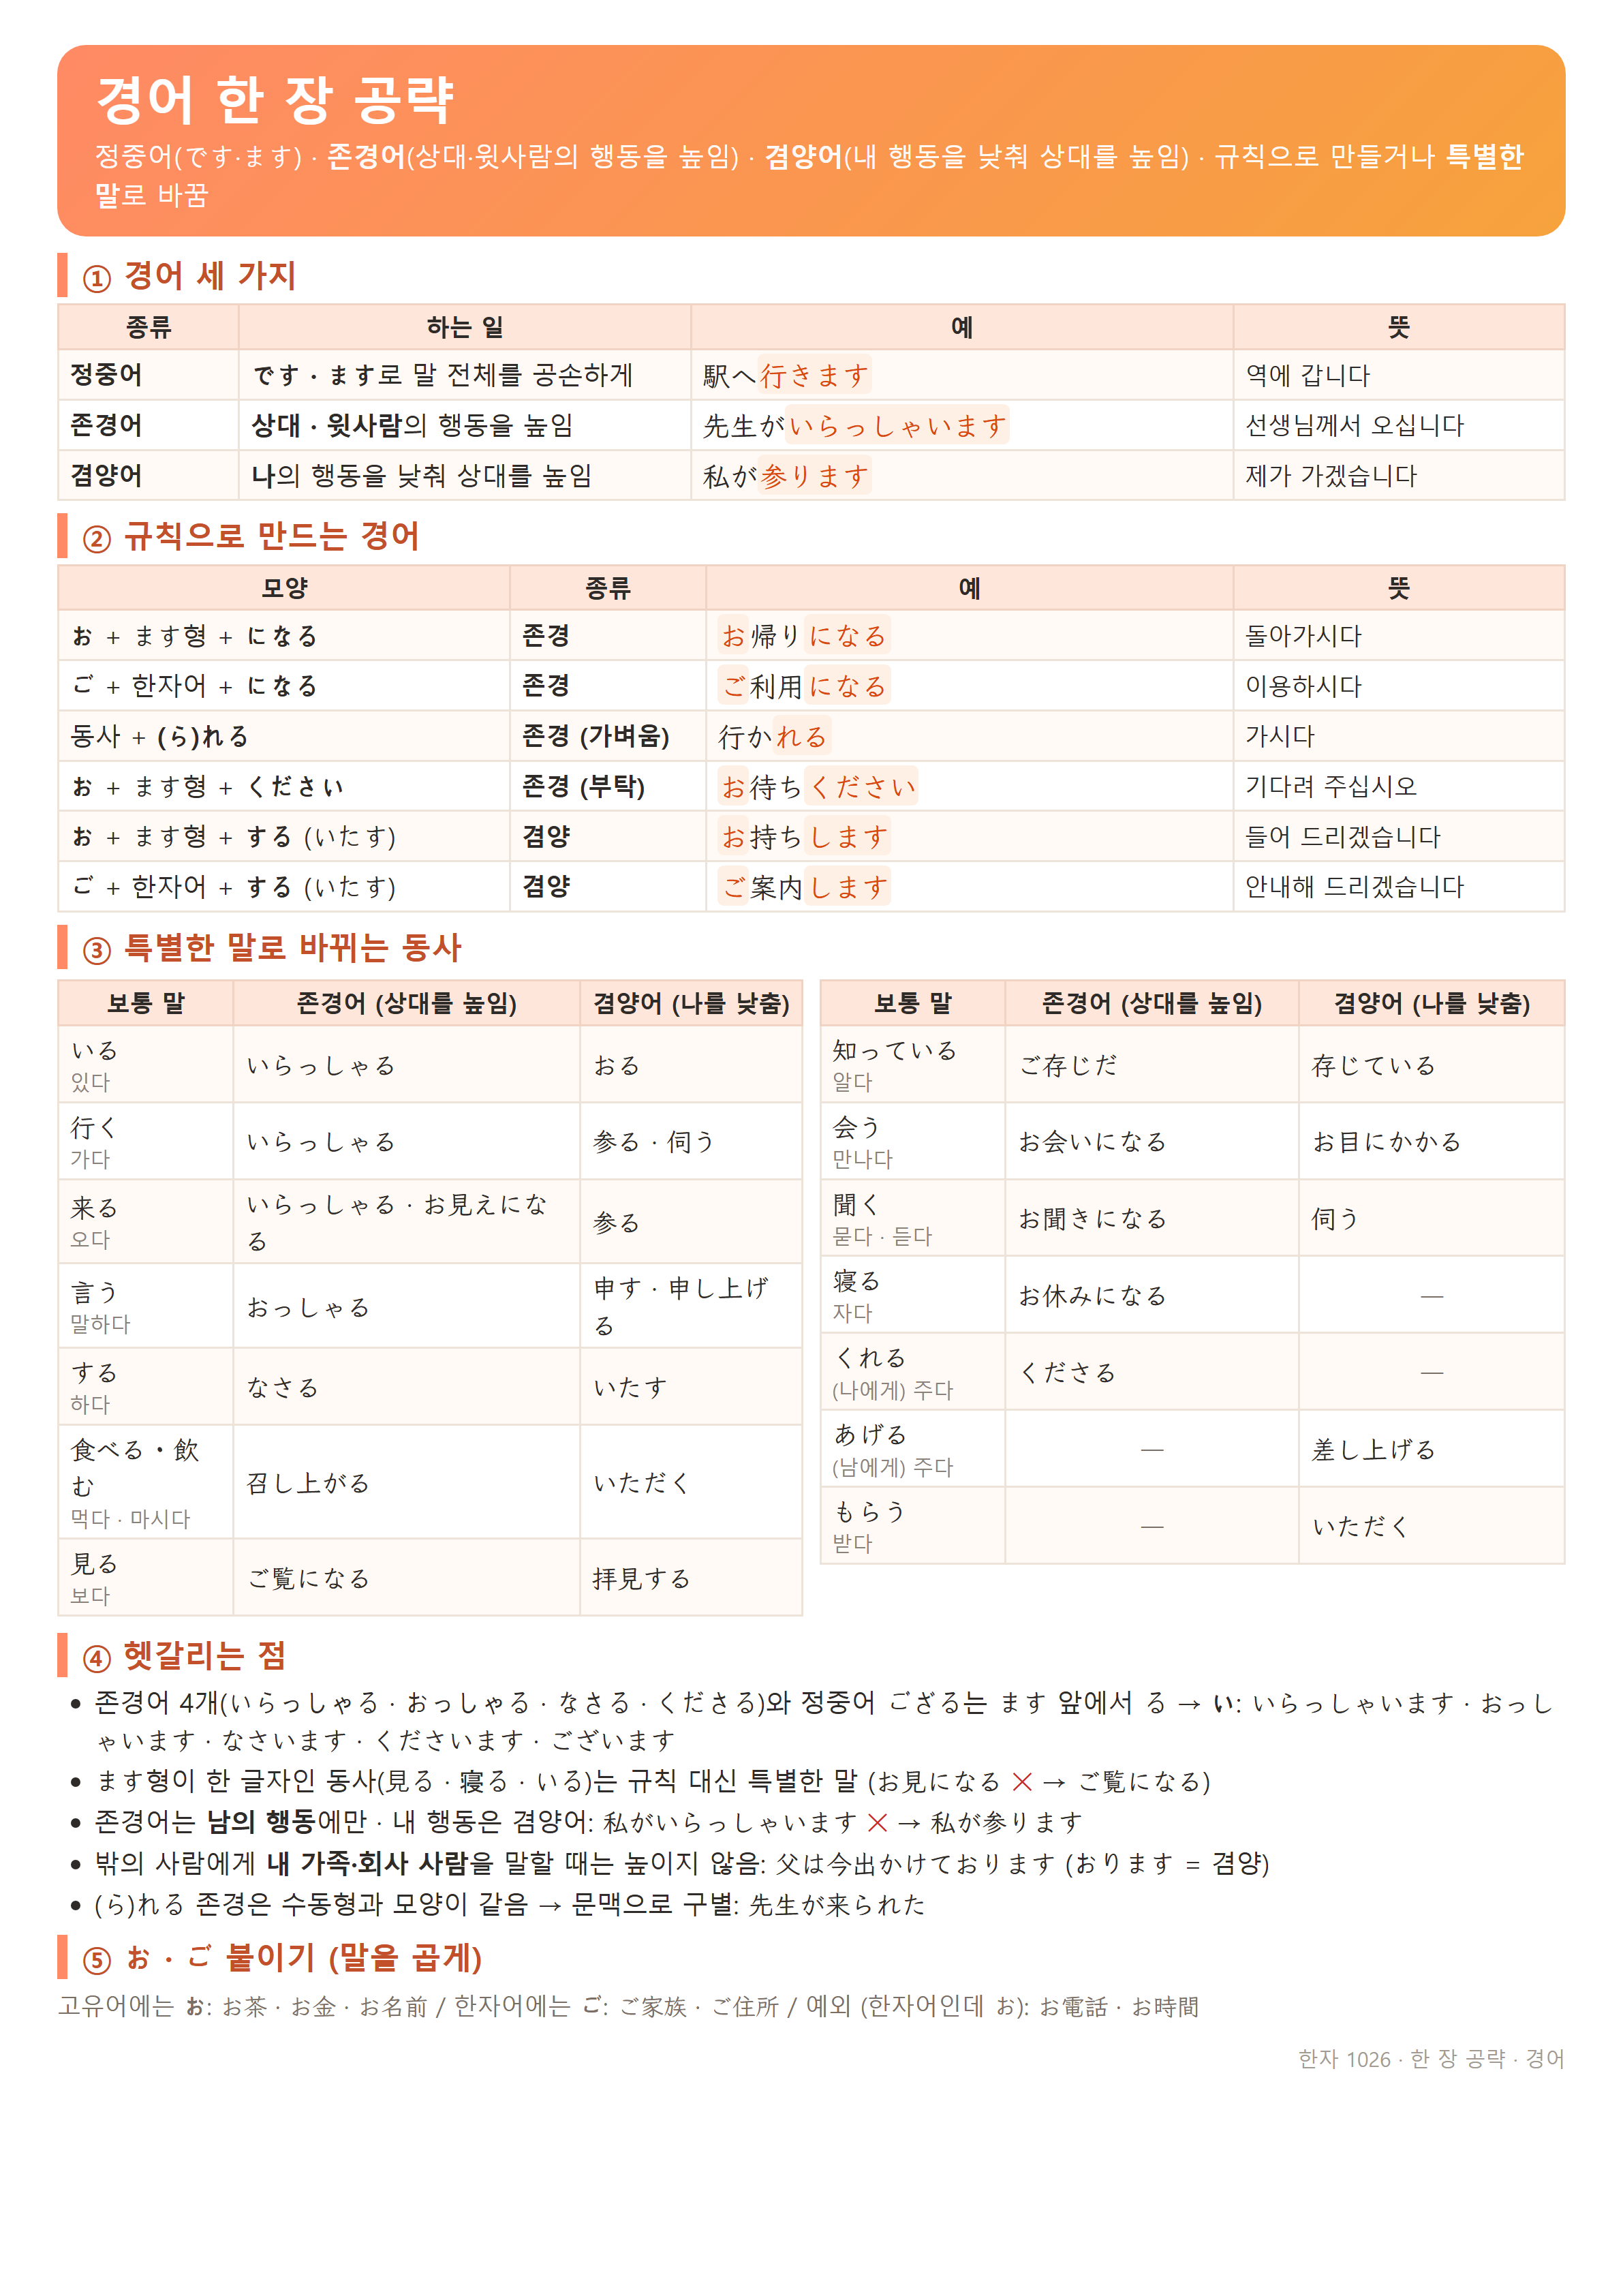 경어 한 장 공략
정중어(です·ます) · 존경어(상대·윗사람의 행동을 높임) · 겸양어(내 행동을 낮춰 상대를 높임) · 규칙으로 만들거나 특별한
말로 바꿈
① 경어 세 가지
종류 하는 일 예 뜻
정중어 です · ます로 말 전체를 공손하게 駅へ行きます 역에 갑니다
존경어 상대 · 윗사람의 행동을 높임 先生がいらっしゃいます 선생님께서 오십니다
겸양어 나의 행동을 낮춰 상대를 높임 私が参ります 제가 가겠습니다
② 규칙으로 만드는 경어
모양 종류 예 뜻
お + ます형 + になる 존경 お帰りになる 돌아가시다
ご + 한자어 + になる 존경 ご利用になる 이용하시다
동사 + (ら)れる 존경 (가벼움) 行かれる 가시다
お + ます형 + ください 존경 (부탁) お待ちください 기다려 주십시오
お + ます형 + する (いたす) 겸양 お持ちします 들어 드리겠습니다
ご + 한자어 + する (いたす) 겸양 ご案内します 안내해 드리겠습니다
③ 특별한 말로 바뀌는 동사
보통 말 존경어 (상대를 높임) 겸양어 (나를 낮춤)
いる
있다
いらっしゃる おる
行く
가다
いらっしゃる 参る · 伺う
来る
오다
いらっしゃる · お見えにな
る
参る
言う
말하다
おっしゃる
申す · 申し上げ
る
する
하다
なさる いたす
食べる・飲
む
먹다 · 마시다
召し上がる いただく
見る
보다
ご覧になる 拝見する
보통 말 존경어 (상대를 높임) 겸양어 (나를 낮춤)
知っている
알다
ご存じだ 存じている
会う
만나다
お会いになる お目にかかる
聞く
묻다 · 듣다
お聞きになる 伺う
寝る
자다
お休みになる —
くれる
(나에게) 주다
くださる —
あげる
(남에게) 주다
— 差し上げる
もらう
받다
— いただく
④ 헷갈리는 점
• 존경어 4개(いらっしゃる · おっしゃる · なさる · くださる)와 정중어 ござる는 ます 앞에서 る → い: いらっしゃいます · おっし
ゃいます · なさいます · くださいます · ございます
• ます형이 한 글자인 동사(見る · 寝る · いる)는 규칙 대신 특별한 말 (お見になる ✕ → ご覧になる)
• 존경어는 남의 행동에만 · 내 행동은 겸양어: 私がいらっしゃいます ✕ → 私が参ります
• 밖의 사람에게 내 가족·회사 사람을 말할 때는 높이지 않음: 父は今出かけております (おります = 겸양)
• (ら)れる 존경은 수동형과 모양이 같음 → 문맥으로 구별: 先生が来られた
⑤ お · ご 붙이기 (말을 곱게)
고유어에는 お: お茶 · お金 · お名前 / 한자어에는 ご: ご家族 · ご住所 / 예외 (한자어인데 お): お電話 · お時間
한자 1026 · 한 장 공략 · 경어